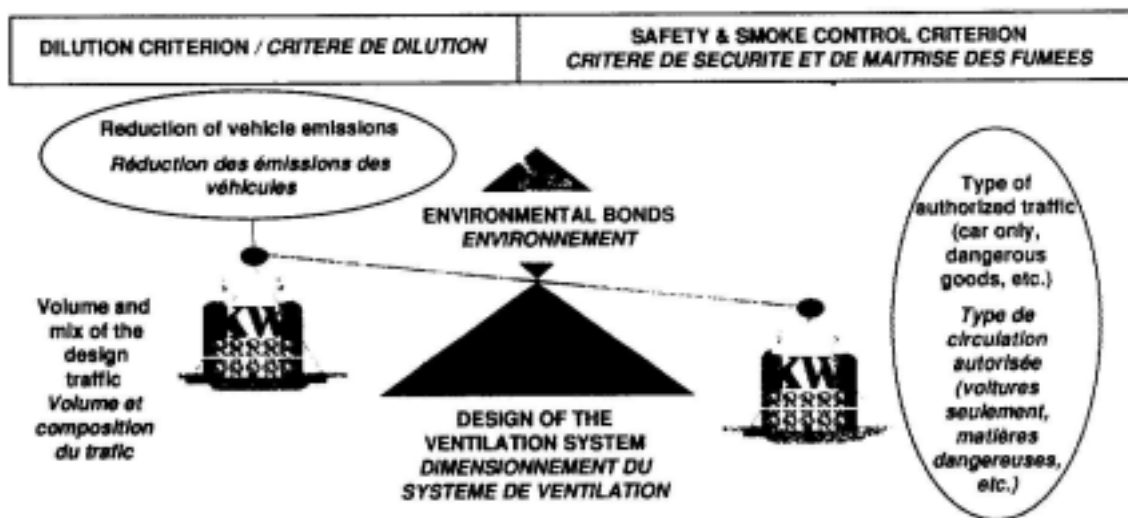 DILUTION CRITERION / CRITERE DE DILUTION
SAFETY & SMOKE CONTROL CRITERION
CRITERE DE SECURITE ET DE MAITRISE DES FUMEES
Reduction of vehicle emissions
Réduction des émissions des
véhicules
ENVIRONMENTAL BONDS
ENVIRONNEMENT
Type of
authorized traffic
(car only,
dangerous
goods, etc.)
Type de
circulation
autorisée
(voitures
seulement,
matières
dangereuses,
etc.)
Volume and
mix of the
design
traffic
Volume et
composition
du trafic
KW
KW
DESIGN OF THE
VENTILATION SYSTEM
DIMENSIONNEMENT DU
SYSTEME DE VENTILATION